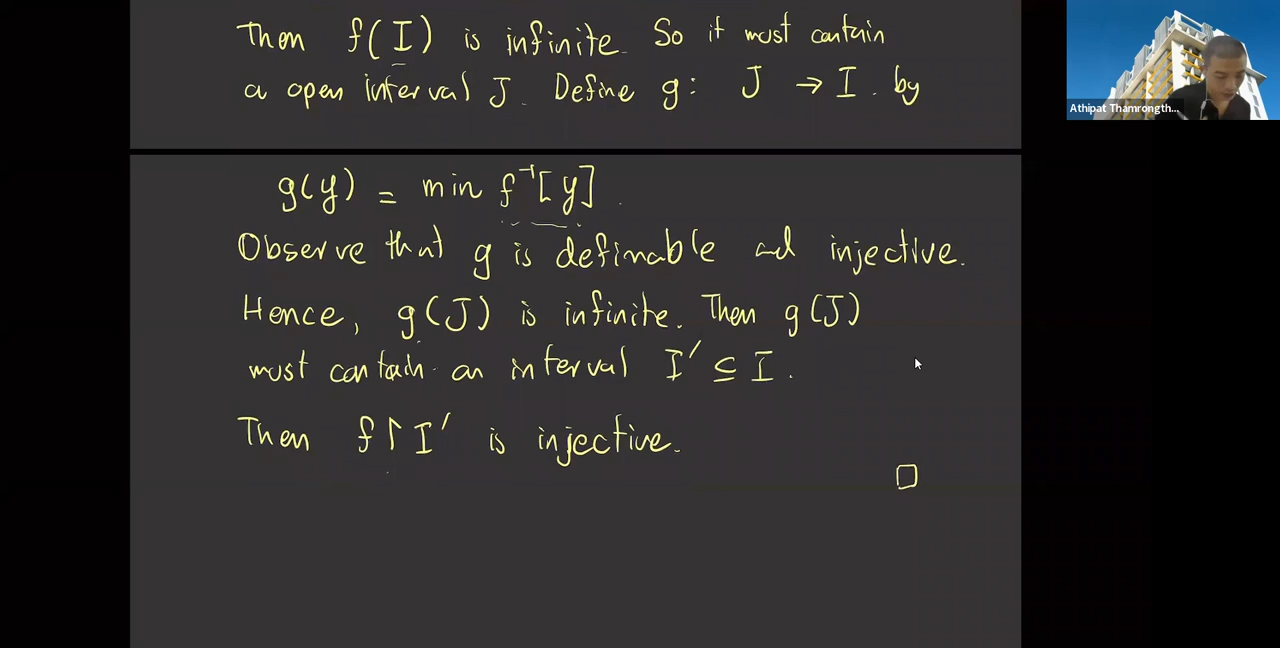 Then f(I) is infinite. So it must contain
a open interval J. Define g: J → I. by
Athipat Thamrongth...
g(y) = min f⁻¹[y].
Observe that g is definable and injective.
Hence, g(J) is infinite. Then g(J)
must contain an interval I′ ⊆ I.
Then f↾I′ is injective.
□